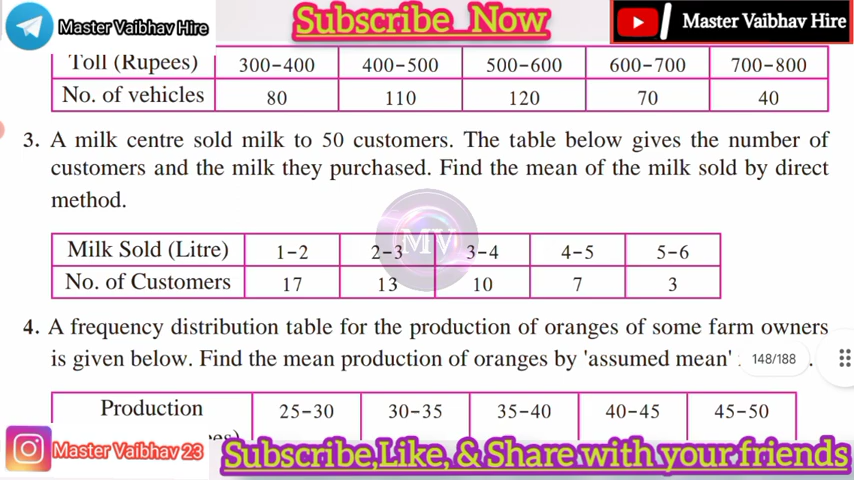 Master Vaibhav Hire
Subscribe Now
Master Vaibhav Hire
Toll (Rupees) 300-400 400-500 500-600 600-700 700-800
No. of vehicles 80 110 120 70 40
3. A milk centre sold milk to 50 customers. The table below gives the number of
customers and the milk they purchased. Find the mean of the milk sold by direct
method.
MV
Milk Sold (Litre) 1-2 2-3 3-4 4-5 5-6
No. of Customers 17 13 10 7 3
4. A frequency distribution table for the production of oranges of some farm owners
is given below. Find the mean production of oranges by 'assumed mean'
148/188
Production 25-30 30-35 35-40 40-45 45-50
Master Vaibhav 23
Subscribe,Like,& Share with your friends